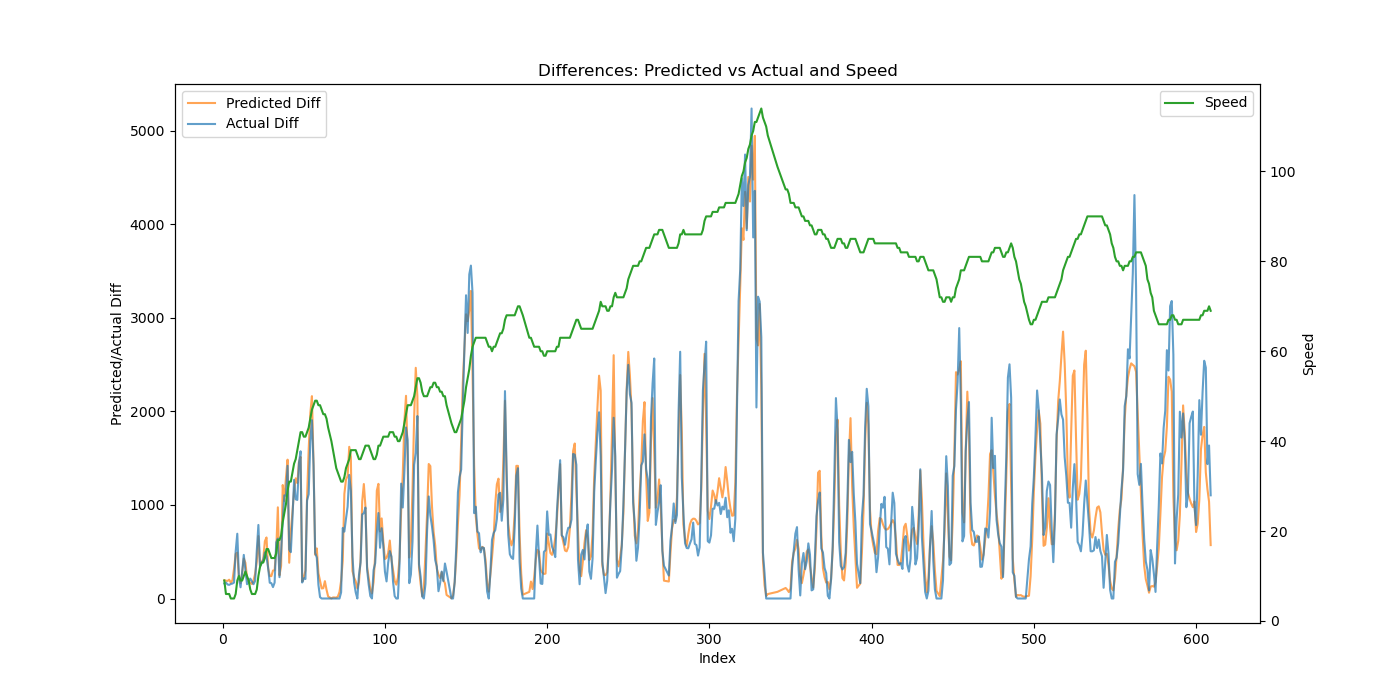 Differences: Predicted vs Actual and Speed
Predicted Diff
Actual Diff
Speed
5000
4000
3000
2000
1000
0
Predicted/Actual Diff
100
80
60
40
20
0
Speed
0 100 200 300 400 500 600
Index